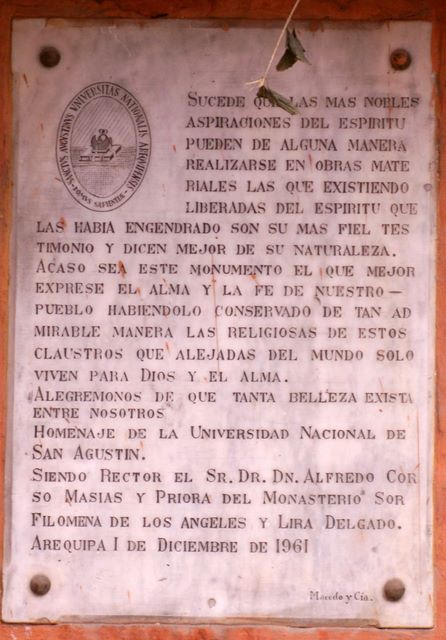 SANCTUS AUGUSTINUS UNIVERSITAS NATIONALIS AREQUIPENSIS
SUCEDE QUE LAS MAS NOBLES
ASPIRACIONES DEL ESPIRITU
PUEDEN DE ALGUNA MANERA
REALIZARSE EN OBRAS MATE
RIALES LAS QUE EXISTIENDO
LIBERADAS DEL ESPIRITU QUE
LAS HABIA ENGENDRADO SON SU MAS FIEL TES
TIMONIO Y DICEN MEJOR DE SU NATURALEZA.
ACASO SEA ESTE MONUMENTO EL QUE MEJOR
EXPRESE EL ALMA Y LA FE DE NUESTRO —
PUEBLO HABIENDOLO CONSERVADO DE TAN AD
MIRABLE MANERA LAS RELIGIOSAS DE ESTOS
CLAUSTROS QUE ALEJADAS DEL MUNDO SOLO
VIVEN PARA DIOS Y EL ALMA.
ALEGREMONOS DE QUE TANTA BELLEZA EXISTA
ENTRE NOSOTROS
HOMENAJE DE LA UNIVERSIDAD NACIONAL DE
SAN AGUSTIN.
SIENDO RECTOR EL SR. DR. DN. ALFREDO COR
SO MASIAS Y PRIORA DEL MONASTERIO SOR
FILOMENA DE LOS ANGELES Y LIRA DELGADO.
AREQUIPA I DE DICIEMBRE DE 1961
Macedo y Cia.